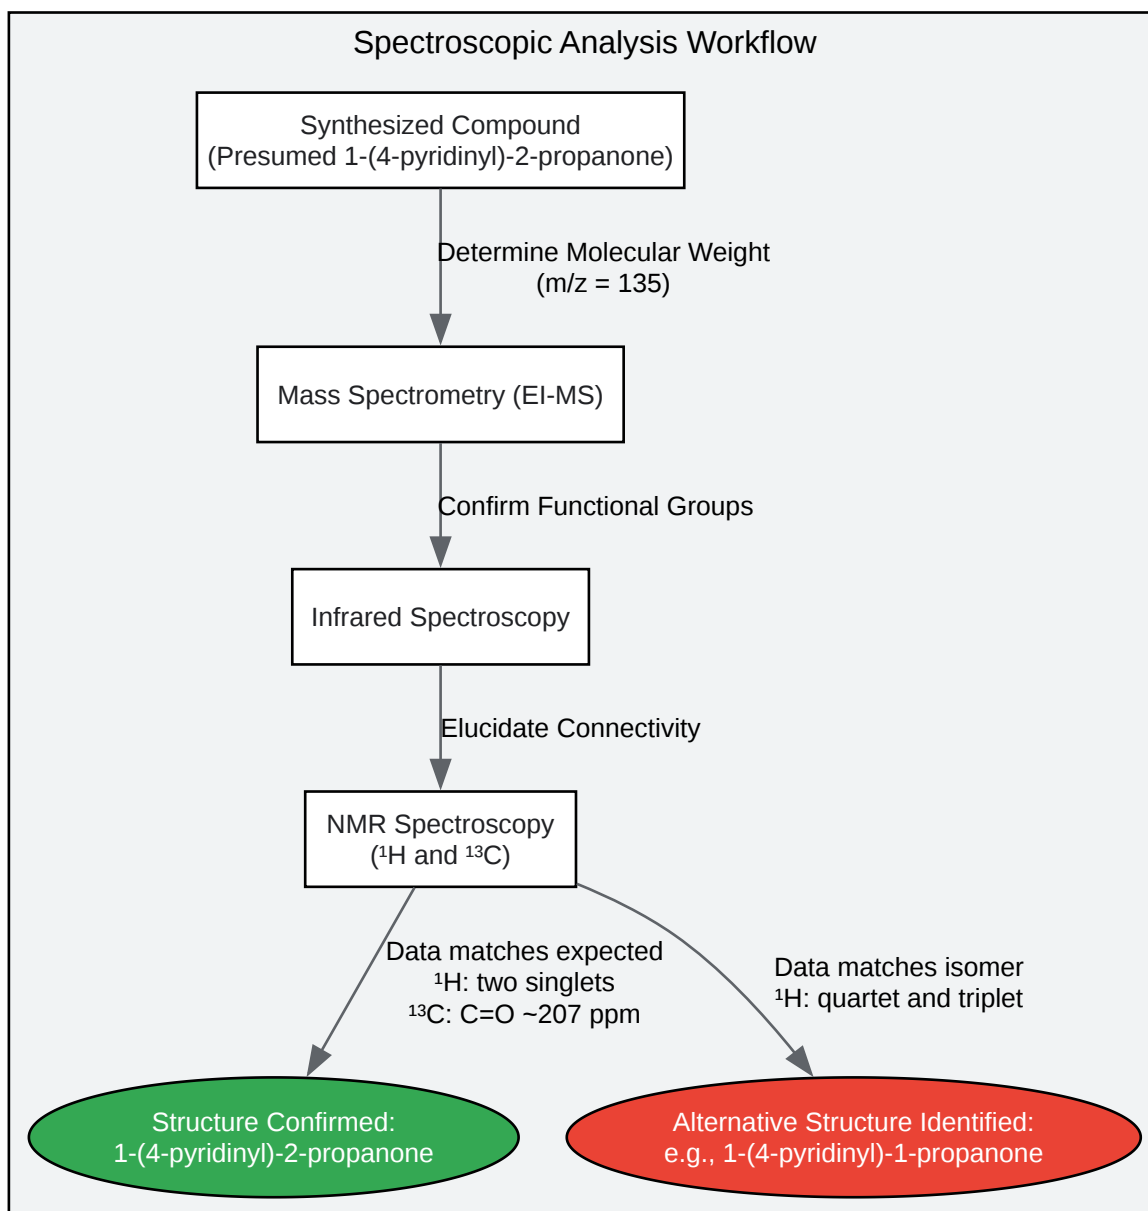 Spectroscopic Analysis Workflow
Synthesized Compound
(Presumed 1-(4-pyridinyl)-2-propanone)
Determine Molecular Weight
(m/z = 135)
Mass Spectrometry (EI-MS)
Confirm Functional Groups
Infrared Spectroscopy
Elucidate Connectivity
NMR Spectroscopy
(¹H and ¹³C)
Data matches expected
¹H: two singlets
¹³C: C=O ~207 ppm
Data matches isomer
¹H: quartet and triplet
Structure Confirmed:
1-(4-pyridinyl)-2-propanone
Alternative Structure Identified:
e.g., 1-(4-pyridinyl)-1-propanone